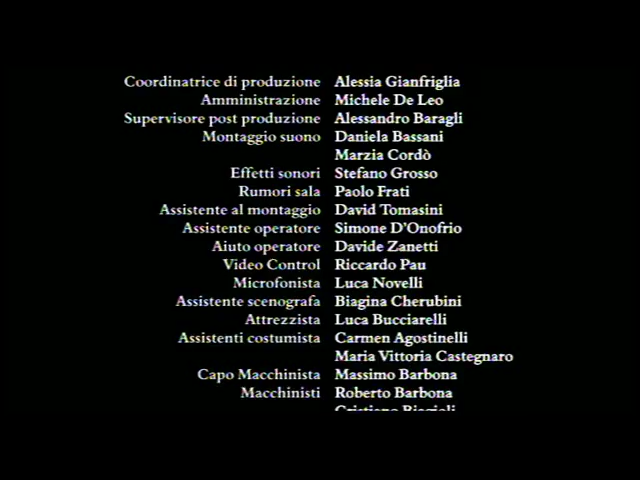 Coordinatrice di produzione Alessia Gianfriglia
Amministrazione Michele De Leo
Supervisore post produzione Alessandro Baragli
Montaggio suono Daniela Bassani
Marzia Cordò
Effetti sonori Stefano Grosso
Rumori sala Paolo Frati
Assistente al montaggio David Tomasini
Assistente operatore Simone D'Onofrio
Aiuto operatore Davide Zanetti
Video Control Riccardo Pau
Microfonista Luca Novelli
Assistente scenografa Biagina Cherubini
Attrezzista Luca Bucciarelli
Assistenti costumista Carmen Agostinelli
Maria Vittoria Castegnaro
Capo Macchinista Massimo Barbona
Macchinisti Roberto Barbona
Cristiano Biagioli